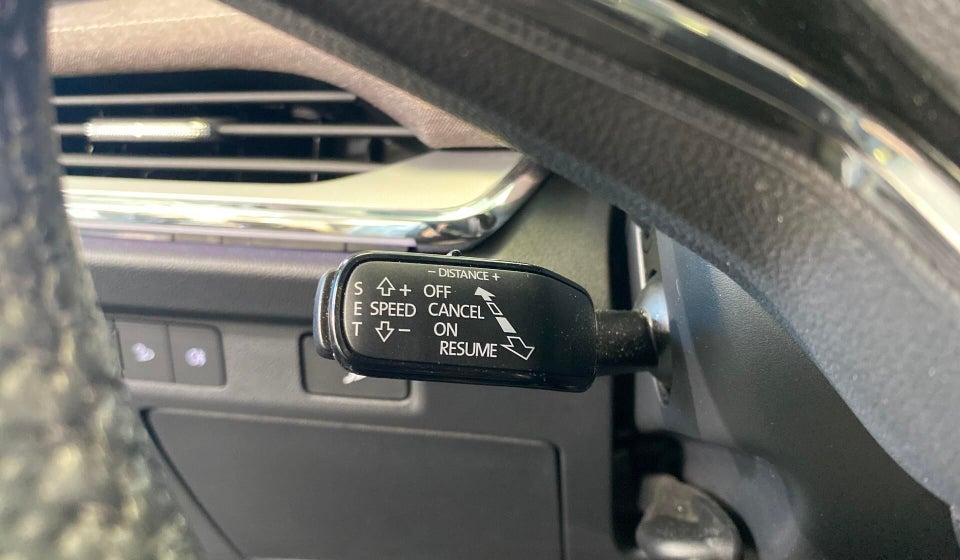 - DISTANCE +
S + OFF
E SPEED CANCEL
T - ON
RESUME